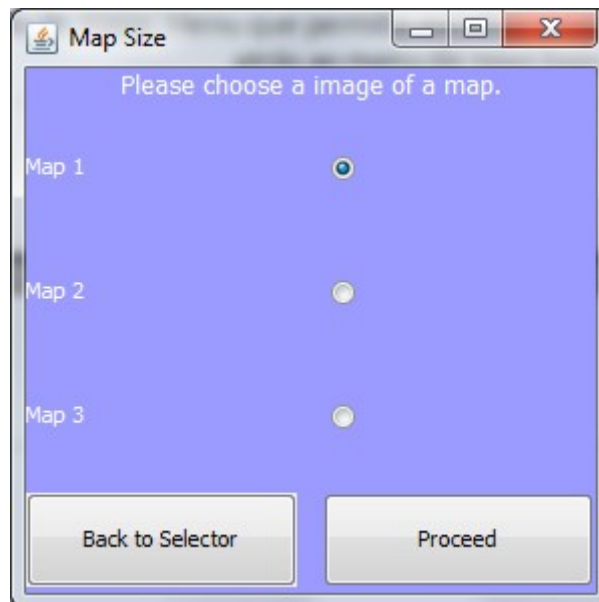 Map Size
Please choose a image of a map.
Map 1
Map 2
Map 3
Back to Selector
Proceed